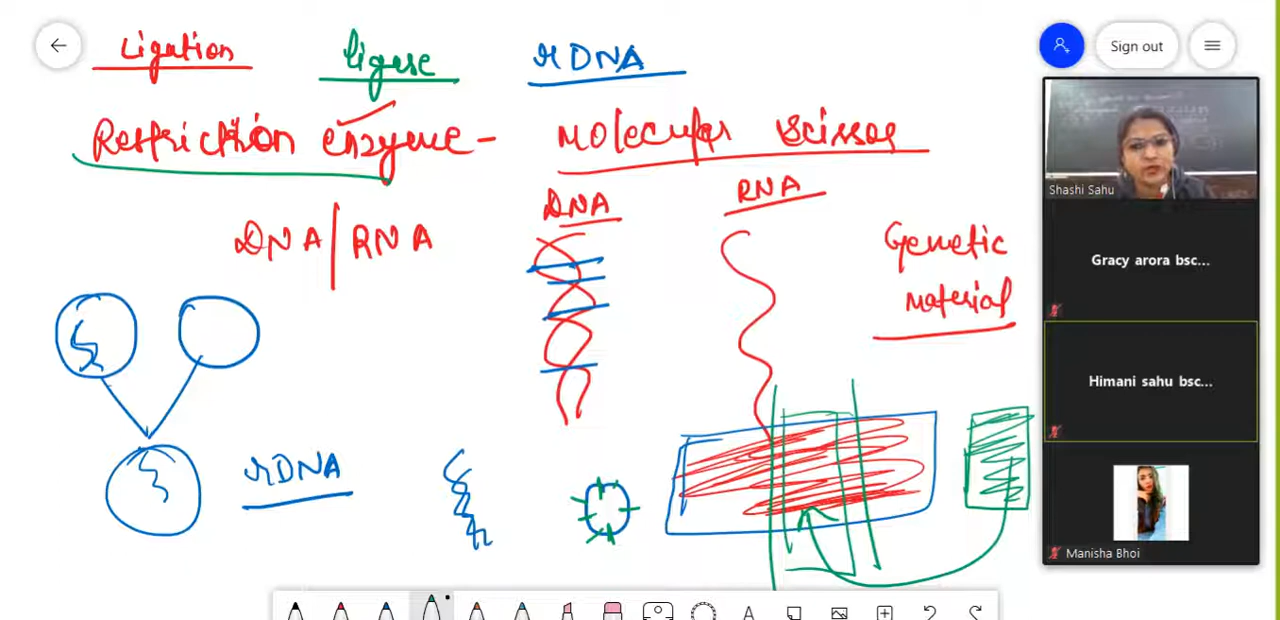 Ligation ligase rDNA
Sign out
Restriction enzyme - Molecular scissor
Shashi Sahu
DNA RNA
DNA/RNA
Genetic
material
Gracy arora bsc...
Himani sahu bsc...
rDNA
Manisha Bhoi
A